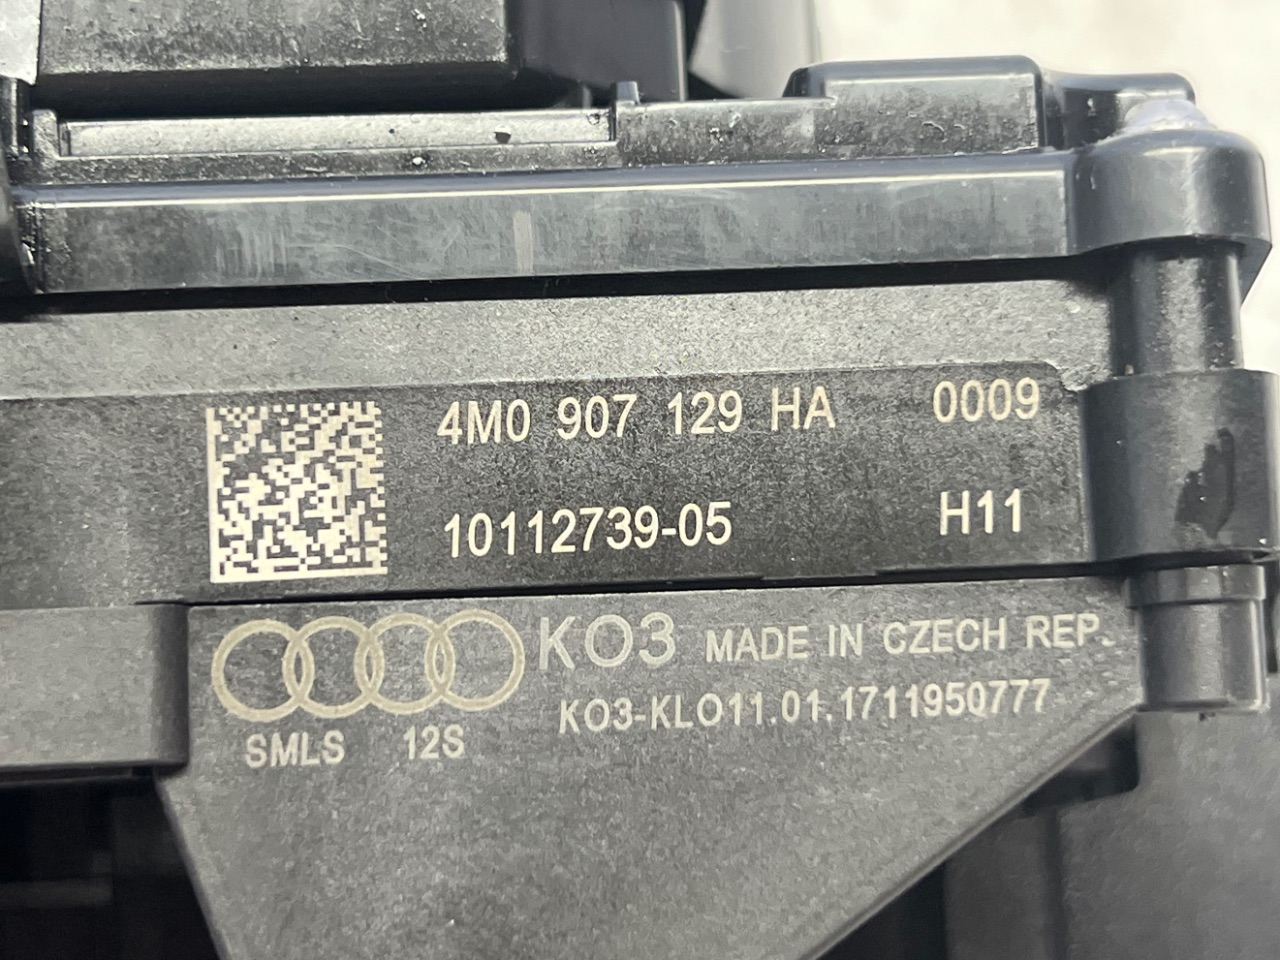 4M0 907 129 HA 0009
10112739-05 H11
KO3 MADE IN CZECH REP.
KO3-KLO11.01.1711950777
SMLS 12S